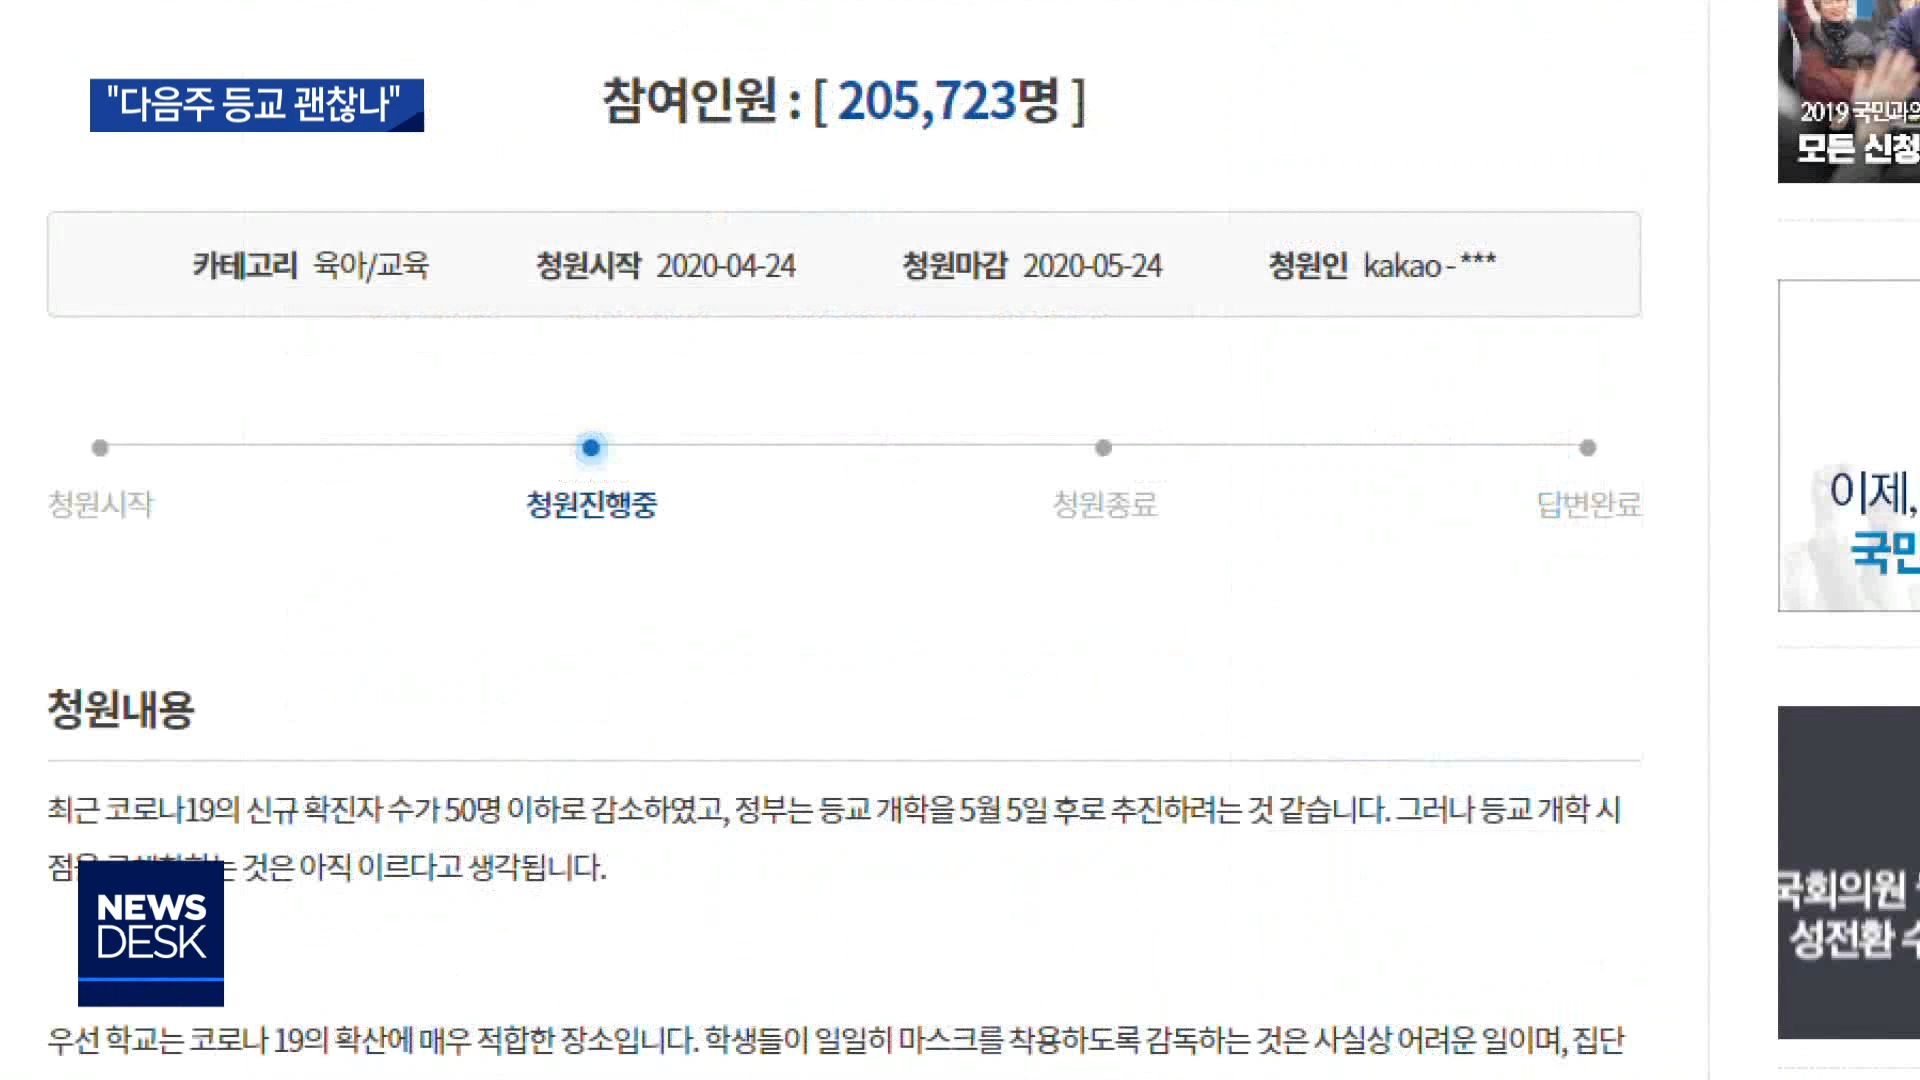 "다음주 등교 괜찮나"
참여인원 : [ 205,723명 ]
카테고리 육아/교육 청원시작 2020-04-24 청원마감 2020-05-24 청원인 kakao - ***
청원시작 청원진행중 청원종료 답변완료
청원내용
최근 코로나19의 신규 확진자 수가 50명 이하로 감소하였고, 정부는 등교 개학을 5월 5일 후로 추진하려는 것 같습니다. 그러나 등교 개학 시
것은 아직 이르다고 생각됩니다.
NEWS
DESK
우선 학교는 코로나 19의 확산에 매우 적합한 장소입니다. 학생들이 일일히 마스크를 착용하도록 감독하는 것은 사실상 어려운 일이며, 집단
2019 국민과의
모든 신청
이제,
국민
국회의원
성전환 수